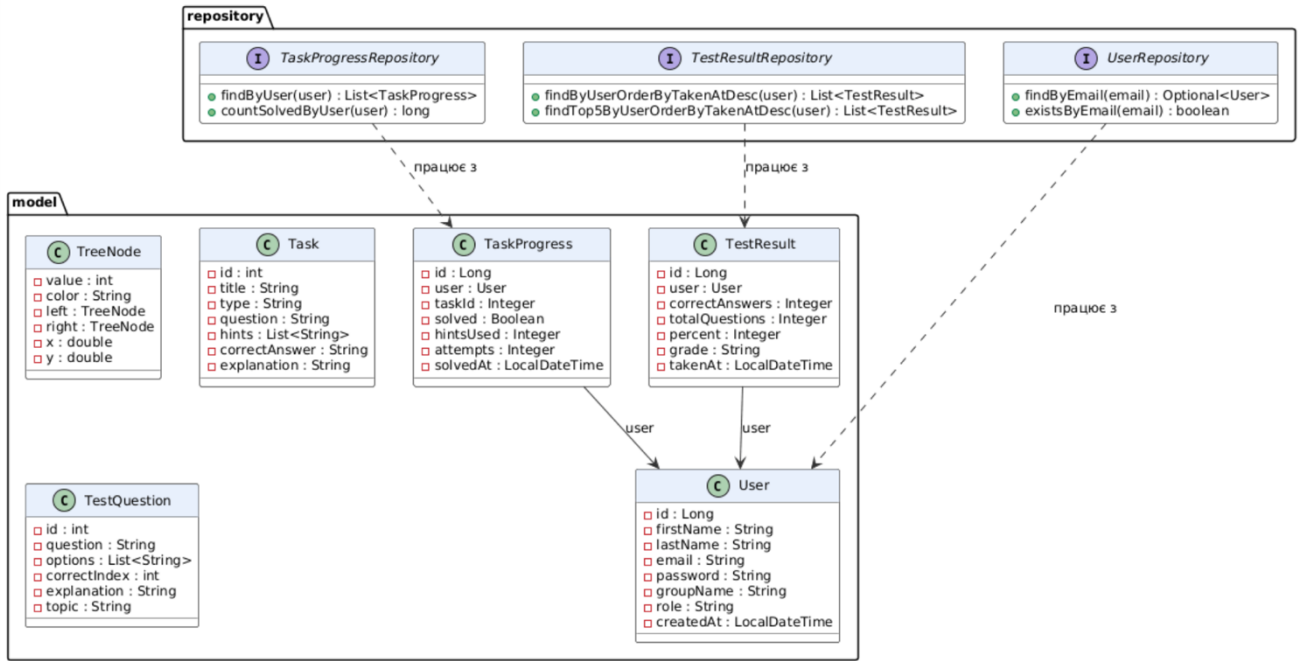 repository
I TaskProgressRepository
findByUser(user) : List<TaskProgress>
countSolvedByUser(user) : long
I TestResultRepository
findByUserOrderByTakenAtDesc(user) : List<TestResult>
findTop5ByUserOrderByTakenAtDesc(user) : List<TestResult>
I UserRepository
findByEmail(email) : Optional<User>
existsByEmail(email) : boolean
працює з
працює з
працює з
model
C TreeNode
value : int
color : String
left : TreeNode
right : TreeNode
x : double
y : double
C Task
id : int
title : String
type : String
question : String
hints : List<String>
correctAnswer : String
explanation : String
C TaskProgress
id : Long
user : User
taskId : Integer
solved : Boolean
hintsUsed : Integer
attempts : Integer
solvedAt : LocalDateTime
C TestResult
id : Long
user : User
correctAnswers : Integer
totalQuestions : Integer
percent : Integer
grade : String
takenAt : LocalDateTime
user
user
C TestQuestion
id : int
question : String
options : List<String>
correctIndex : int
explanation : String
topic : String
C User
id : Long
firstName : String
lastName : String
email : String
password : String
groupName : String
role : String
createdAt : LocalDateTime